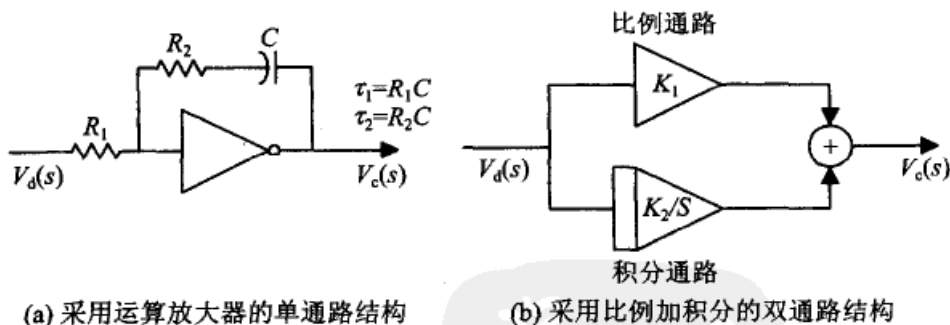 R₂
C
τ₁=R₁C
τ₂=R₂C
R₁
V_d(s)
V_c(s)
(a) 采用运算放大器的单通路结构
比例通路
K₁
+
V_d(s)
V_c(s)
K₂/S
积分通路
(b) 采用比例加积分的双通路结构